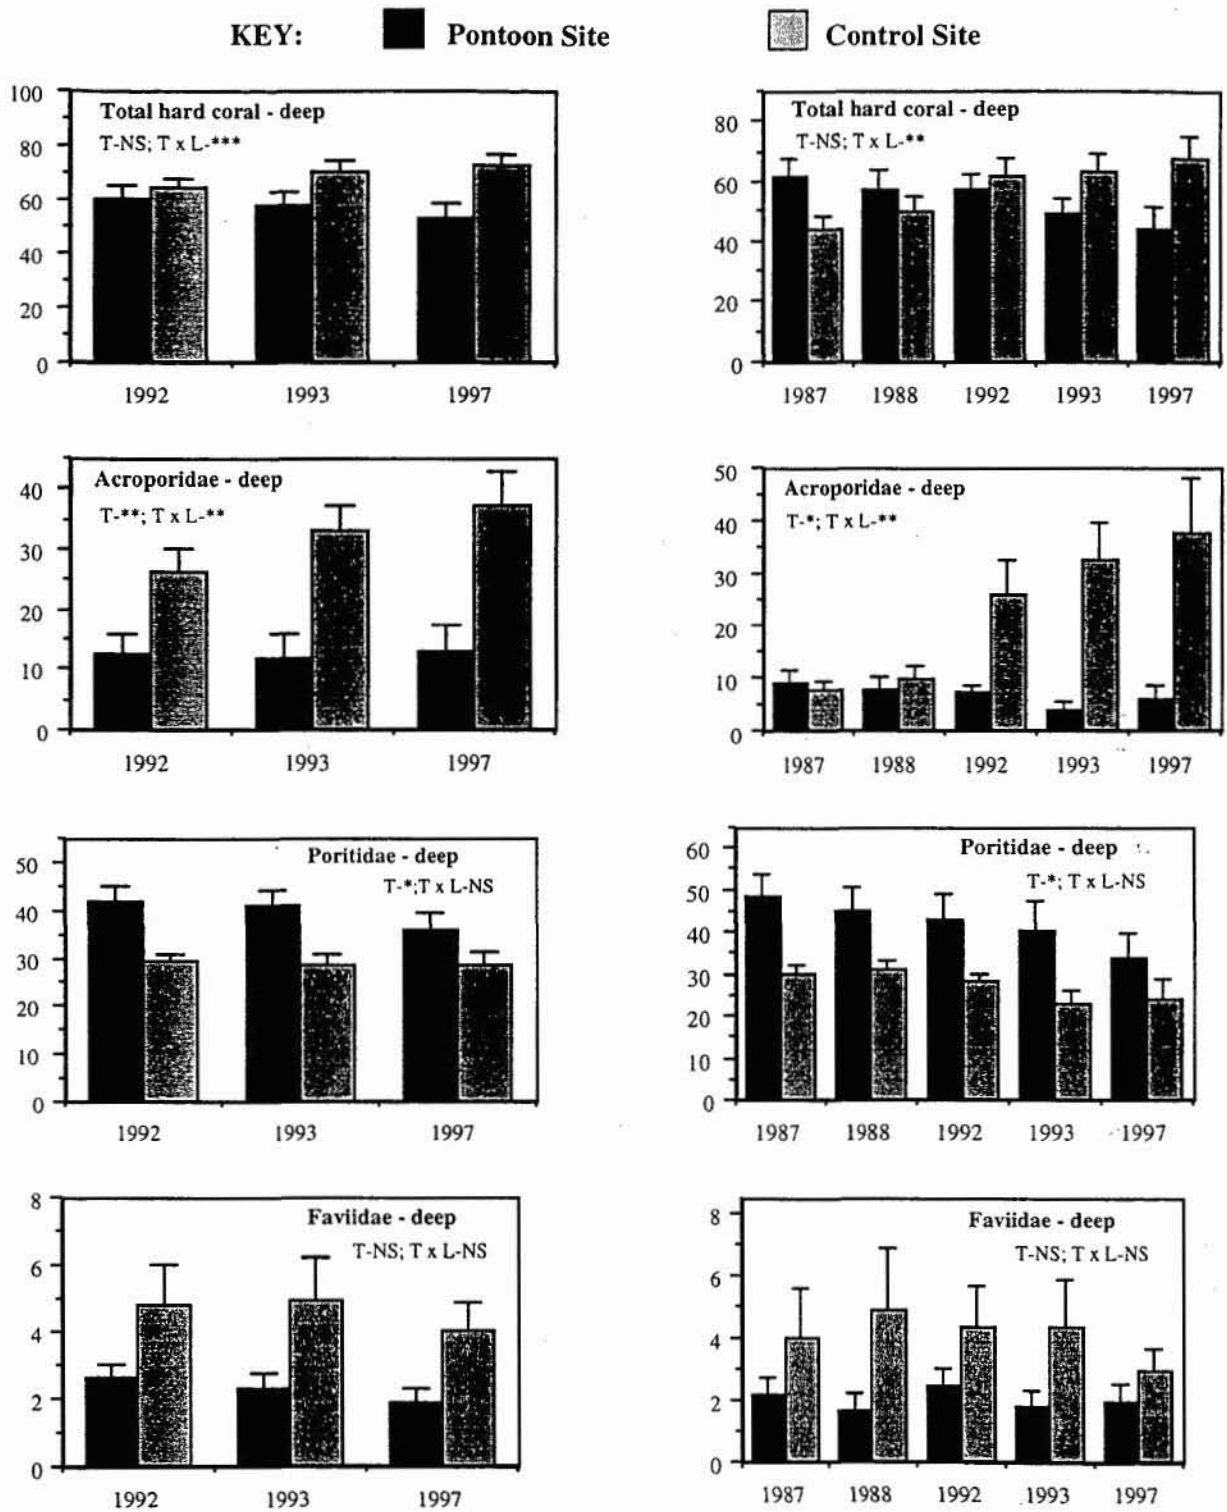 KEY: Pontoon Site Control Site
Total hard coral - deep
T-NS; T x L-***
100
80
60
40
20
0
1992 1993 1997
Total hard coral - deep
T-NS; T x L-**
80
60
40
20
0
1987 1988 1992 1993 1997
Acroporidae - deep
T-**; T x L-**
40
30
20
10
0
1992 1993 1997
Acroporidae - deep
T-*; T x L-**
50
40
30
20
10
0
1987 1988 1992 1993 1997
Poritidae - deep
T-*;T x L-NS
50
40
30
20
10
0
1992 1993 1997
Poritidae - deep
T-*; T x L-NS
60
50
40
30
20
10
0
1987 1988 1992 1993 1997
Faviidae - deep
T-NS; T x L-NS
8
6
4
2
0
1992 1993 1997
Faviidae - deep
T-NS; T x L-NS
8
6
4
2
0
1987 1988 1992 1993 1997